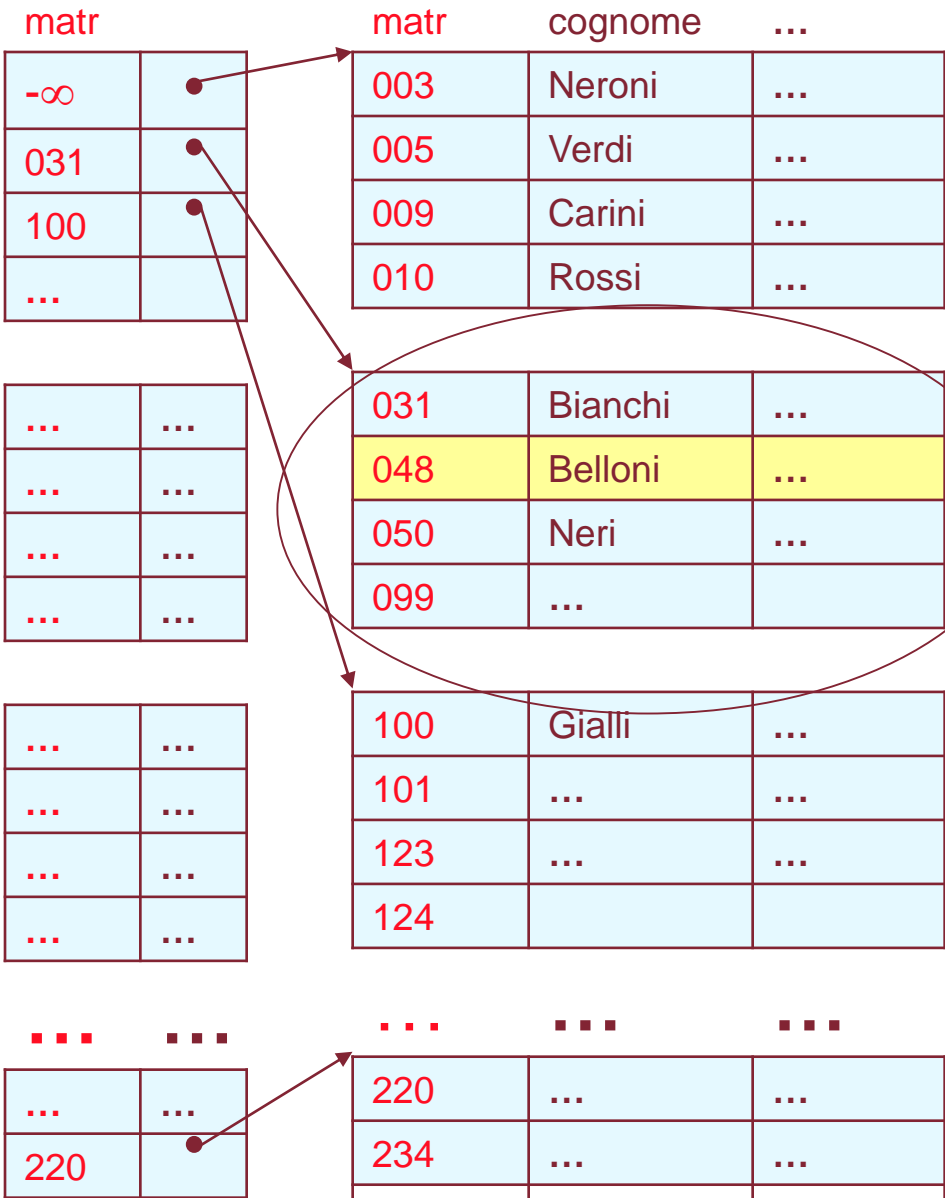 matr
-∞
031
100
...
... ...
... ...
... ...
... ...
... ...
... ...
... ...
... ...
... ...
... ...
220
matr cognome ...
003 Neroni ...
005 Verdi ...
009 Carini ...
010 Rossi ...
031 Bianchi ...
048 Belloni ...
050 Neri ...
099 ...
100 Gialli ...
101 ... ...
123 ... ...
124
... ... ...
220 ... ...
234 ... ...